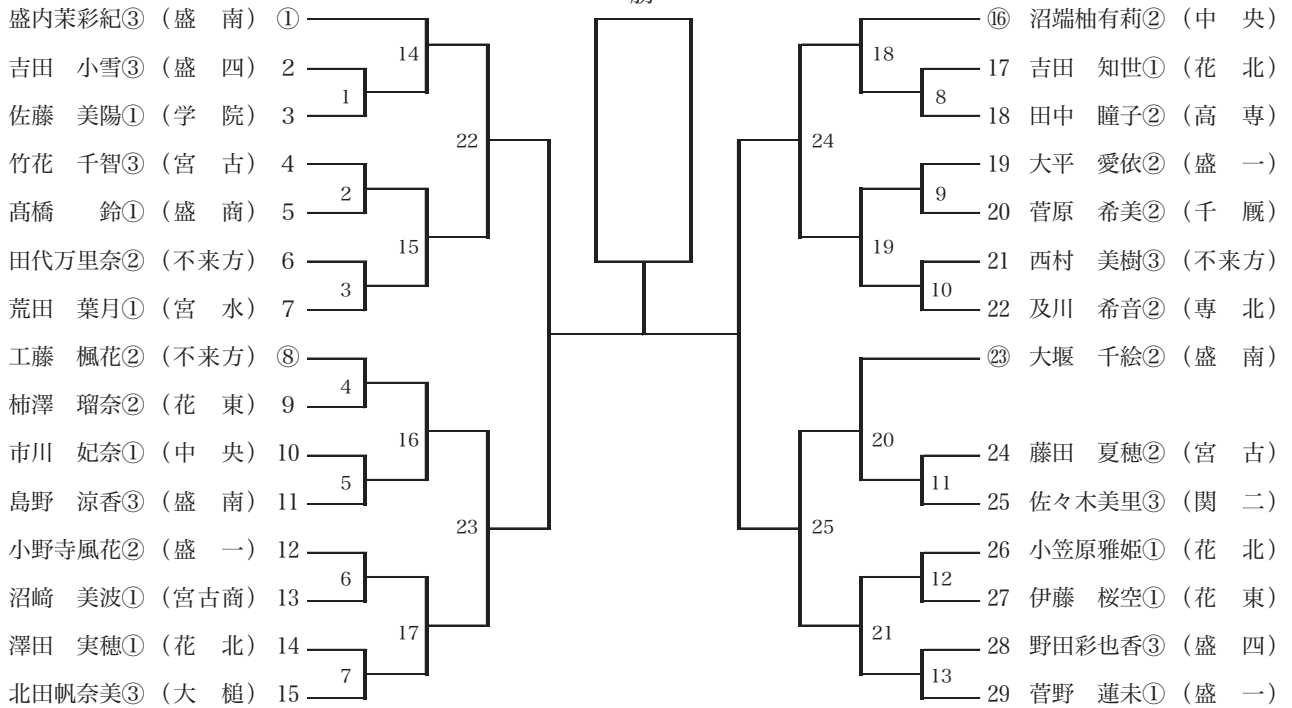 盛内茉彩紀③（盛　南）①
吉田　小雪③（盛　四）2
佐藤　美陽①（学　院）3
竹花　千智③（宮　古）4
髙橋　　鈴①（盛　商）5
田代万里奈②（不来方）6
荒田　葉月①（宮　水）7
工藤　楓花②（不来方）⑧
柿澤　瑠奈②（花　東）9
市川　妃奈①（中　央）10
島野　涼香③（盛　南）11
小野寺風花②（盛　一）12
沼﨑　美波①（宮古商）13
澤田　実穂①（花　北）14
北田帆奈美③（大　槌）15
14
1
22
2
15
3
4
16
5
23
6
17
7
18
8
24
9
19
10
20
11
25
12
21
13
⑯　沼端柚有莉②（中　央）
17　吉田　知世①（花　北）
18　田中　瞳子②（高　専）
19　大平　愛依②（盛　一）
20　菅原　希美②（千　厩）
21　西村　美樹③（不来方）
22　及川　希音②（専　北）
㉓　大堰　千絵②（盛　南）
24　藤田　夏穂②（宮　古）
25　佐々木美里③（関　二）
26　小笠原雅姫①（花　北）
27　伊藤　桜空①（花　東）
28　野田彩也香③（盛　四）
29　菅野　蓮未①（盛　一）